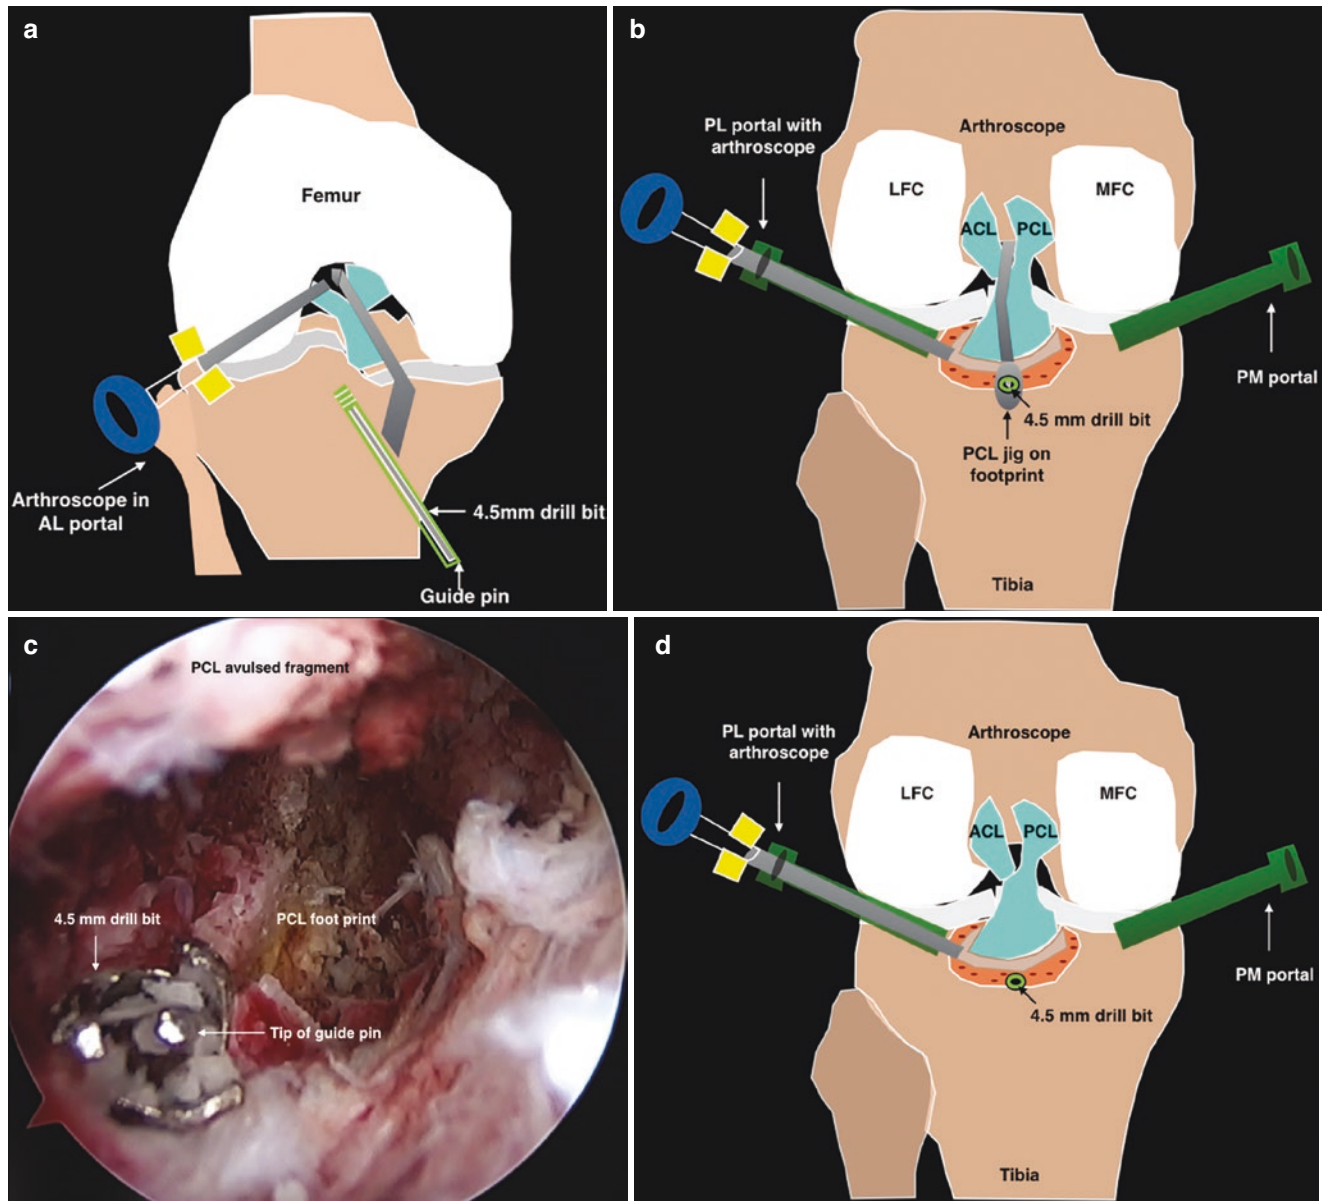 a
Femur
Arthroscope in
AL portal
4.5mm drill bit
Guide pin
b
PL portal with
arthroscope
Arthroscope
LFC
MFC
ACL
PCL
PM portal
4.5 mm drill bit
PCL jig on
footprint
Tibia
c
PCL avulsed fragment
4.5 mm drill bit
PCL foot print
Tip of guide pin
d
PL portal with
arthroscope
Arthroscope
LFC
MFC
ACL
PCL
PM portal
4.5 mm drill bit
Tibia